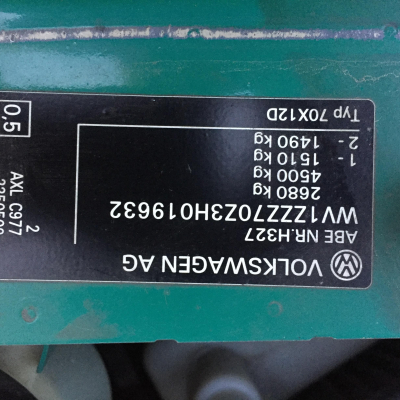 VOLKSWAGEN AG
ABE NR.H327
WV1ZZZ70Z3H019632
2680 kg
4500 kg
1- 1510 kg
2- 1490 kg
Typ 70X12D
2
AXL C977
0,5